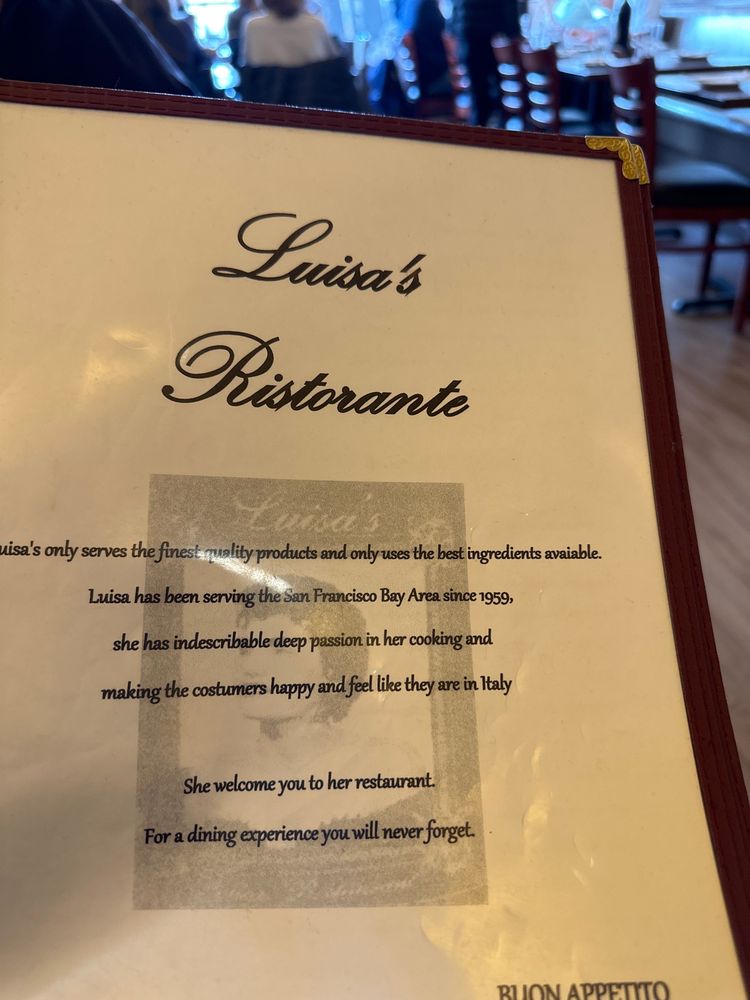 Luisa's
Ristorante
Luisa's
uisa's only serves the finest quality products and only uses the best ingredients avaiable.
Luisa has been serving the San Francisco Bay Area since 1959,
she has indescribable deep passion in her cooking and
making the costumers happy and feel like they are in Italy
She welcome you to her restaurant.
For a dining experience you will never forget.
BUON APPETITO